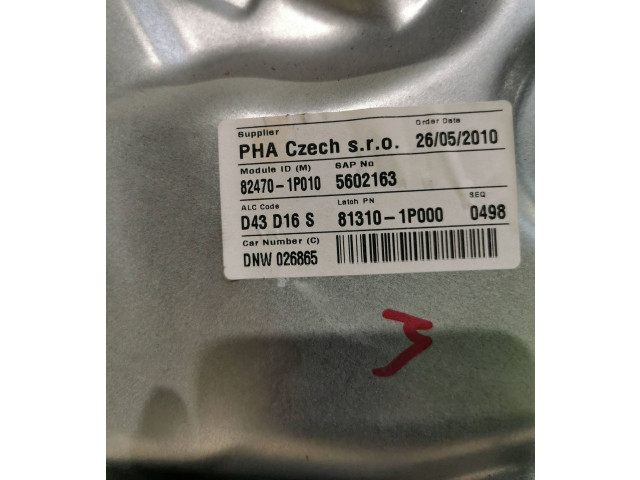 Supplier Order Date
PHA Czech s.r.o. 26/05/2010
Module ID (M) SAP No
82470-1P010 5602163
ALC Code Latch PN SEQ
D43 D16 S 81310-1P000 0498
Car Number (C)
DNW 026865
3